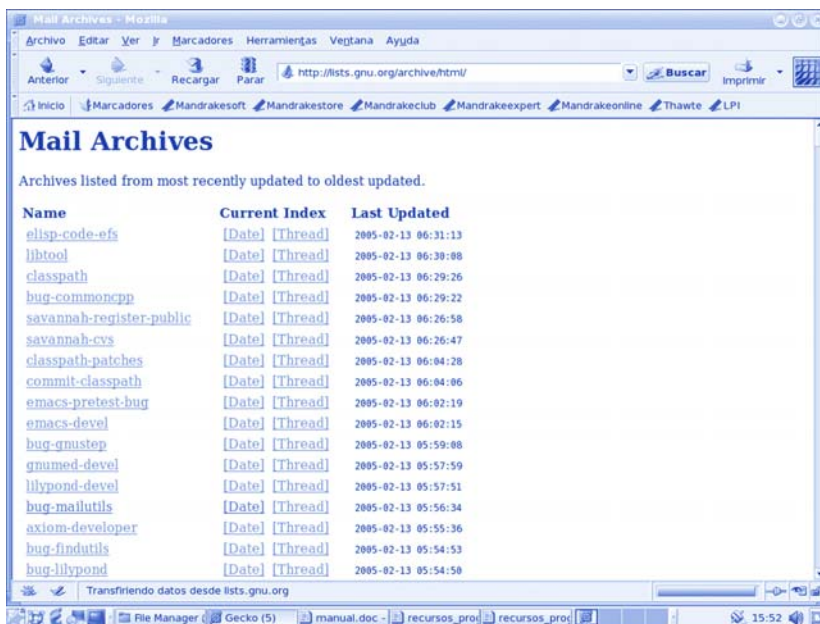 Mail Archives - Mozilla
Archivo Editar Ver Ir Marcadores Herramientas Ventana Ayuda
Anterior Siguiente Recargar Parar http://lists.gnu.org/archive/html/ Buscar Imprimir
Inicio Marcadores Mandrakesoft Mandrakestore Mandrakeclub Mandrakeexpert Mandrakeonline Thawte LPI
Mail Archives
Archives listed from most recently updated to oldest updated.
Name Current Index Last Updated
elisp-code-efs [Date] [Thread] 2005-02-13 06:31:13
libtool [Date] [Thread] 2005-02-13 06:30:08
classpath [Date] [Thread] 2005-02-13 06:29:26
bug-commoncpp [Date] [Thread] 2005-02-13 06:29:22
savannah-register-public [Date] [Thread] 2005-02-13 06:26:58
savannah-cvs [Date] [Thread] 2005-02-13 06:26:47
classpath-patches [Date] [Thread] 2005-02-13 06:04:28
commit-classpath [Date] [Thread] 2005-02-13 06:04:06
emacs-pretest-bug [Date] [Thread] 2005-02-13 06:02:19
emacs-devel [Date] [Thread] 2005-02-13 06:02:15
bug-gnustep [Date] [Thread] 2005-02-13 05:59:08
gnumed-devel [Date] [Thread] 2005-02-13 05:57:59
lilypond-devel [Date] [Thread] 2005-02-13 05:57:51
bug-mailutils [Date] [Thread] 2005-02-13 05:56:34
axiom-developer [Date] [Thread] 2005-02-13 05:55:36
bug-findutils [Date] [Thread] 2005-02-13 05:54:53
bug-lilypond [Date] [Thread] 2005-02-13 05:54:50
Transfiriendo datos desde lists.gnu.org
File Manager ( Gecko (5) manual.doc - recursos_prod recursos_prod 15:52